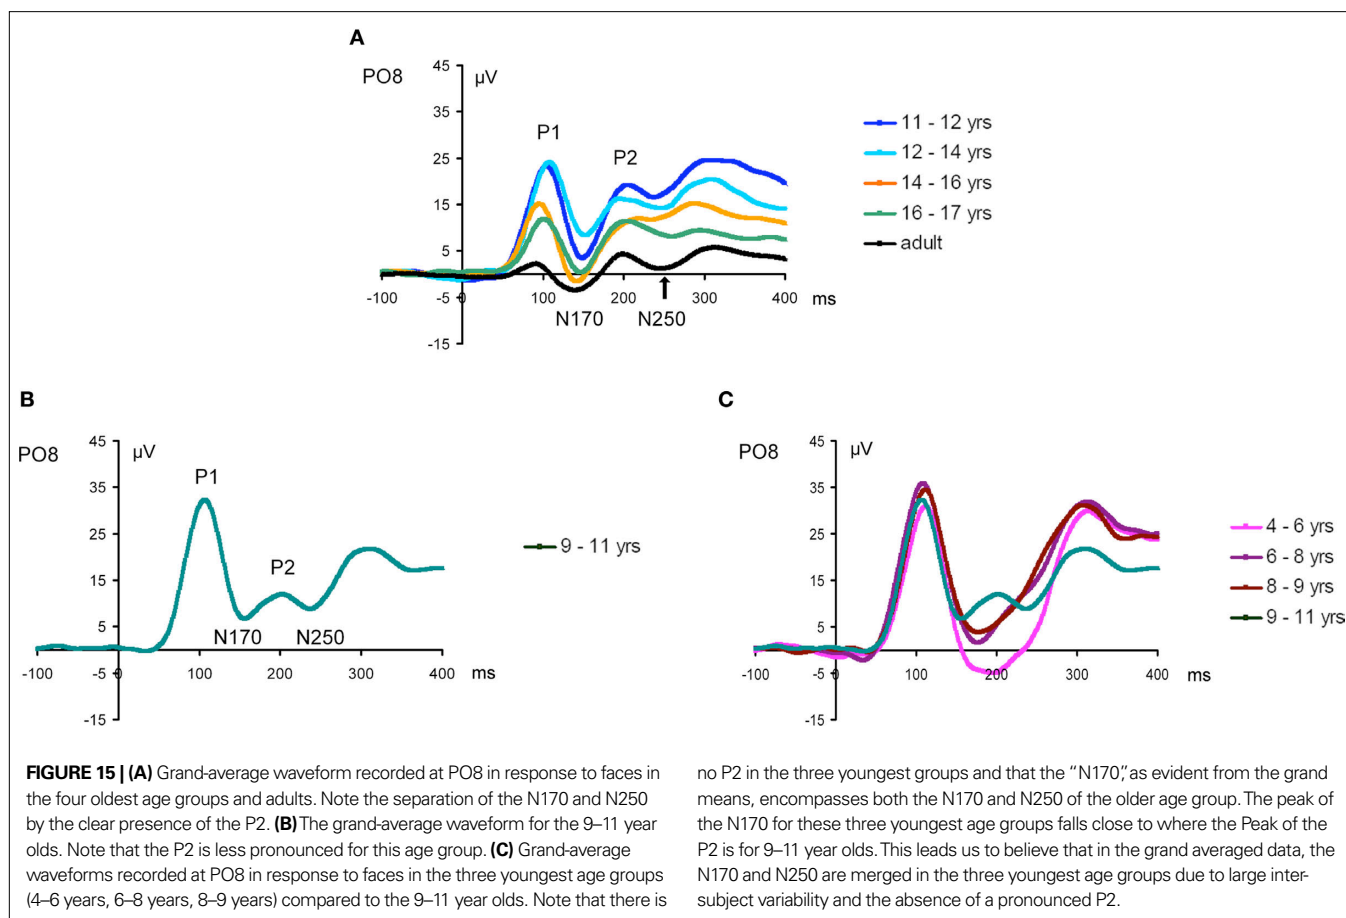 A
PO8
µV
45
35
25
15
5
-5
-15
P1
P2
-100
0
100
200
300
400
ms
N170
N250
11 - 12 yrs
12 - 14 yrs
14 - 16 yrs
16 - 17 yrs
adult
B
PO8
µV
45
35
25
15
5
-5
-15
P1
P2
N170
N250
-100
0
100
200
300
400
ms
9 - 11 yrs
C
PO8
µV
45
35
25
15
5
-5
-15
-100
0
100
200
300
400
ms
4 - 6 yrs
6 - 8 yrs
8 - 9 yrs
9 - 11 yrs
FIGURE 15 | (A) Grand-average waveform recorded at PO8 in response to faces in
the four oldest age groups and adults. Note the separation of the N170 and N250
by the clear presence of the P2. (B) The grand-average waveform for the 9–11 year
olds. Note that the P2 is less pronounced for this age group. (C) Grand-average
waveforms recorded at PO8 in response to faces in the three youngest age groups
(4–6 years, 6–8 years, 8–9 years) compared to the 9–11 year olds. Note that there is
no P2 in the three youngest groups and that the “N170,” as evident from the grand
means, encompasses both the N170 and N250 of the older age group. The peak of
the N170 for these three youngest age groups falls close to where the Peak of the
P2 is for 9–11 year olds. This leads us to believe that in the grand averaged data, the
N170 and N250 are merged in the three youngest age groups due to large inter-
subject variability and the absence of a pronounced P2.